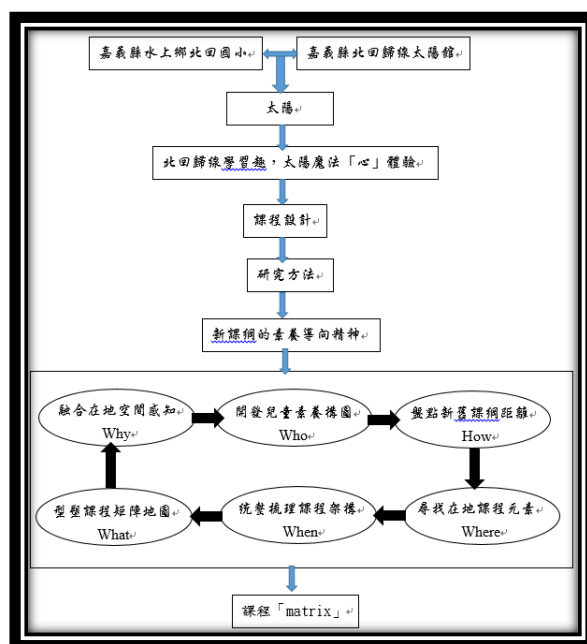 嘉義縣水上鄉北回國小
嘉義縣北回歸線太陽館
太陽
北回歸線學習趣，太陽魔法「心」體驗
課程設計
研究方法
新課綱的素養導向精神
融合在地空間感知
Why
開發兒童素養構圖
Who
盤點新舊課綱距離
How
型塑課程矩陣地圖
What
統整梳理課程架構
When
尋找在地課程元素
Where
課程「matrix」